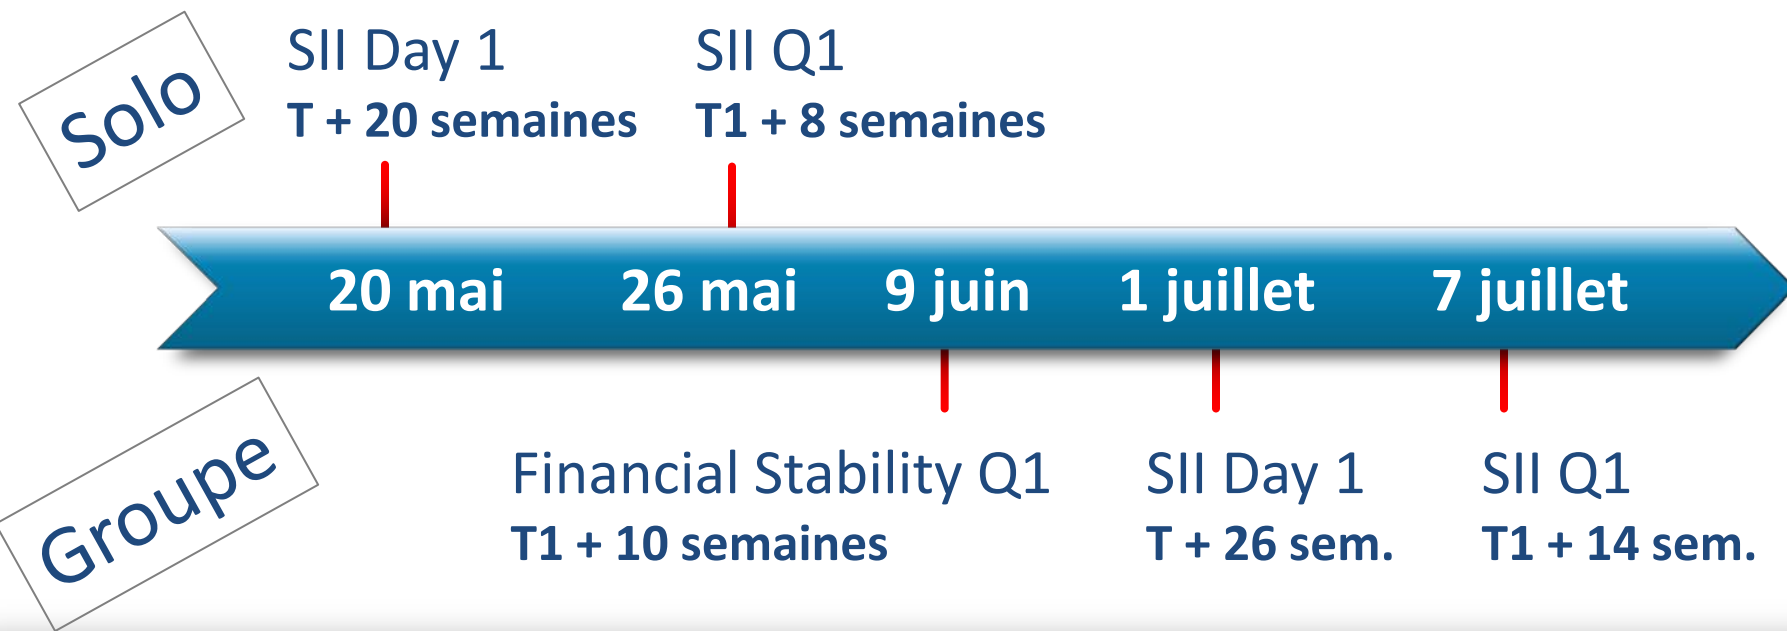 Solo
SII Day 1
T + 20 semaines
SII Q1
T1 + 8 semaines
20 mai
26 mai
9 juin
1 juillet
7 juillet
Groupe
Financial Stability Q1
T1 + 10 semaines
SII Day 1
T + 26 sem.
SII Q1
T1 + 14 sem.